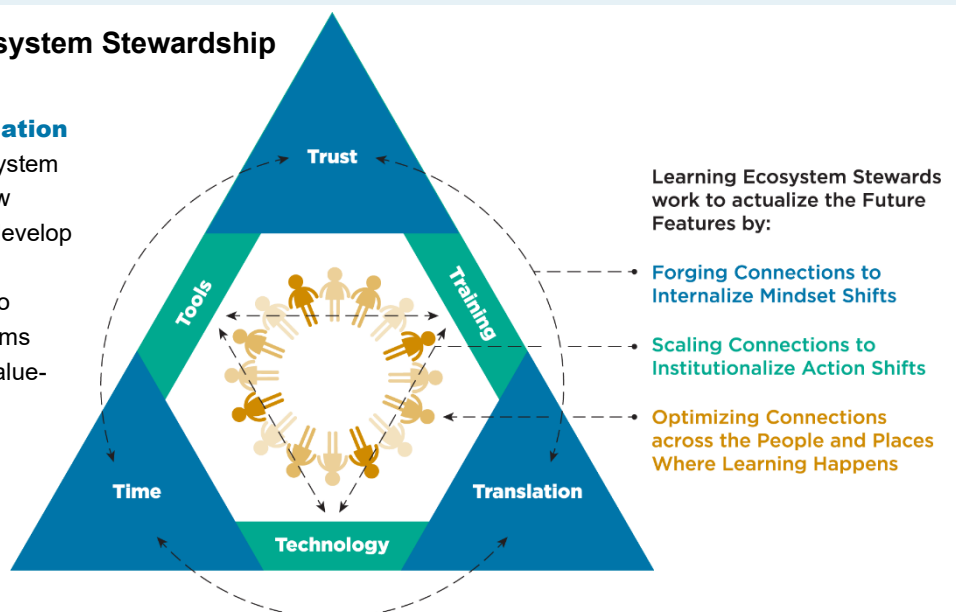 system Stewardship
ation
ystem
w
evelop
o
ms
alue-
Trust
Tools
Training
Time
Translation
Technology
Learning Ecosystem Stewards
work to actualize the Future
Features by:
Forging Connections to
Internalize Mindset Shifts
Scaling Connections to
Institutionalize Action Shifts
Optimizing Connections
across the People and Places
Where Learning Happens